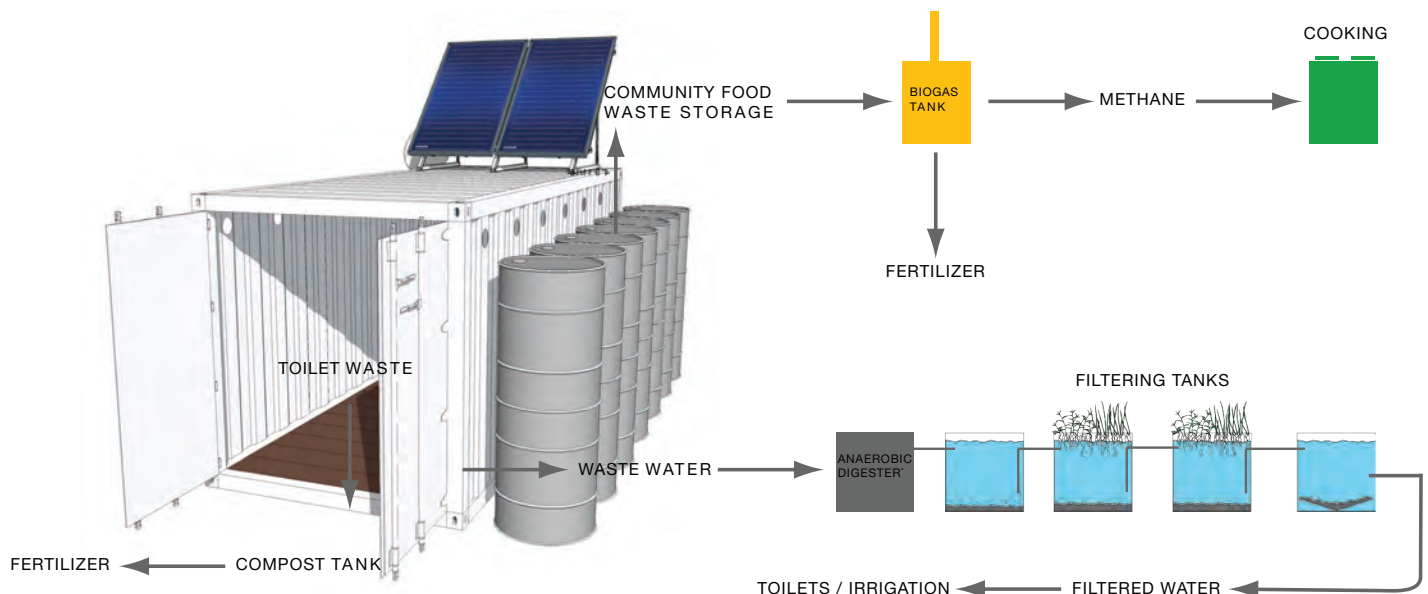 COOKING
COMMUNITY FOOD
WASTE STORAGE
BIOGAS
TANK
METHANE
FERTILIZER
TOILET WASTE
FILTERING TANKS
WASTE WATER
ANAEROBIC
DIGESTER`
FERTILIZER
COMPOST TANK
TOILETS / IRRIGATION
FILTERED WATER